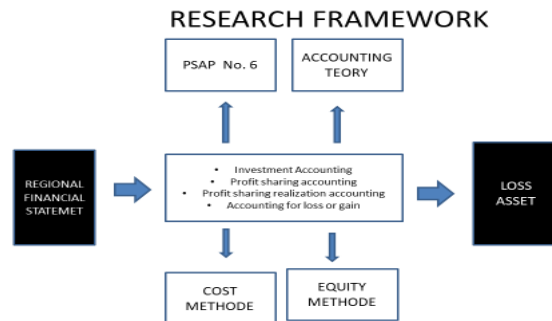 RESEARCH FRAMEWORK
PSAP No. 6
ACCOUNTING
TEORY
REGIONAL
FINANCIAL
STATEMET
• Investment Accounting
• Profit sharing accounting
• Profit sharing realization accounting
• Accounting for loss or gain
LOSS
ASSET
COST
METHODE
EQUITY
METHODE